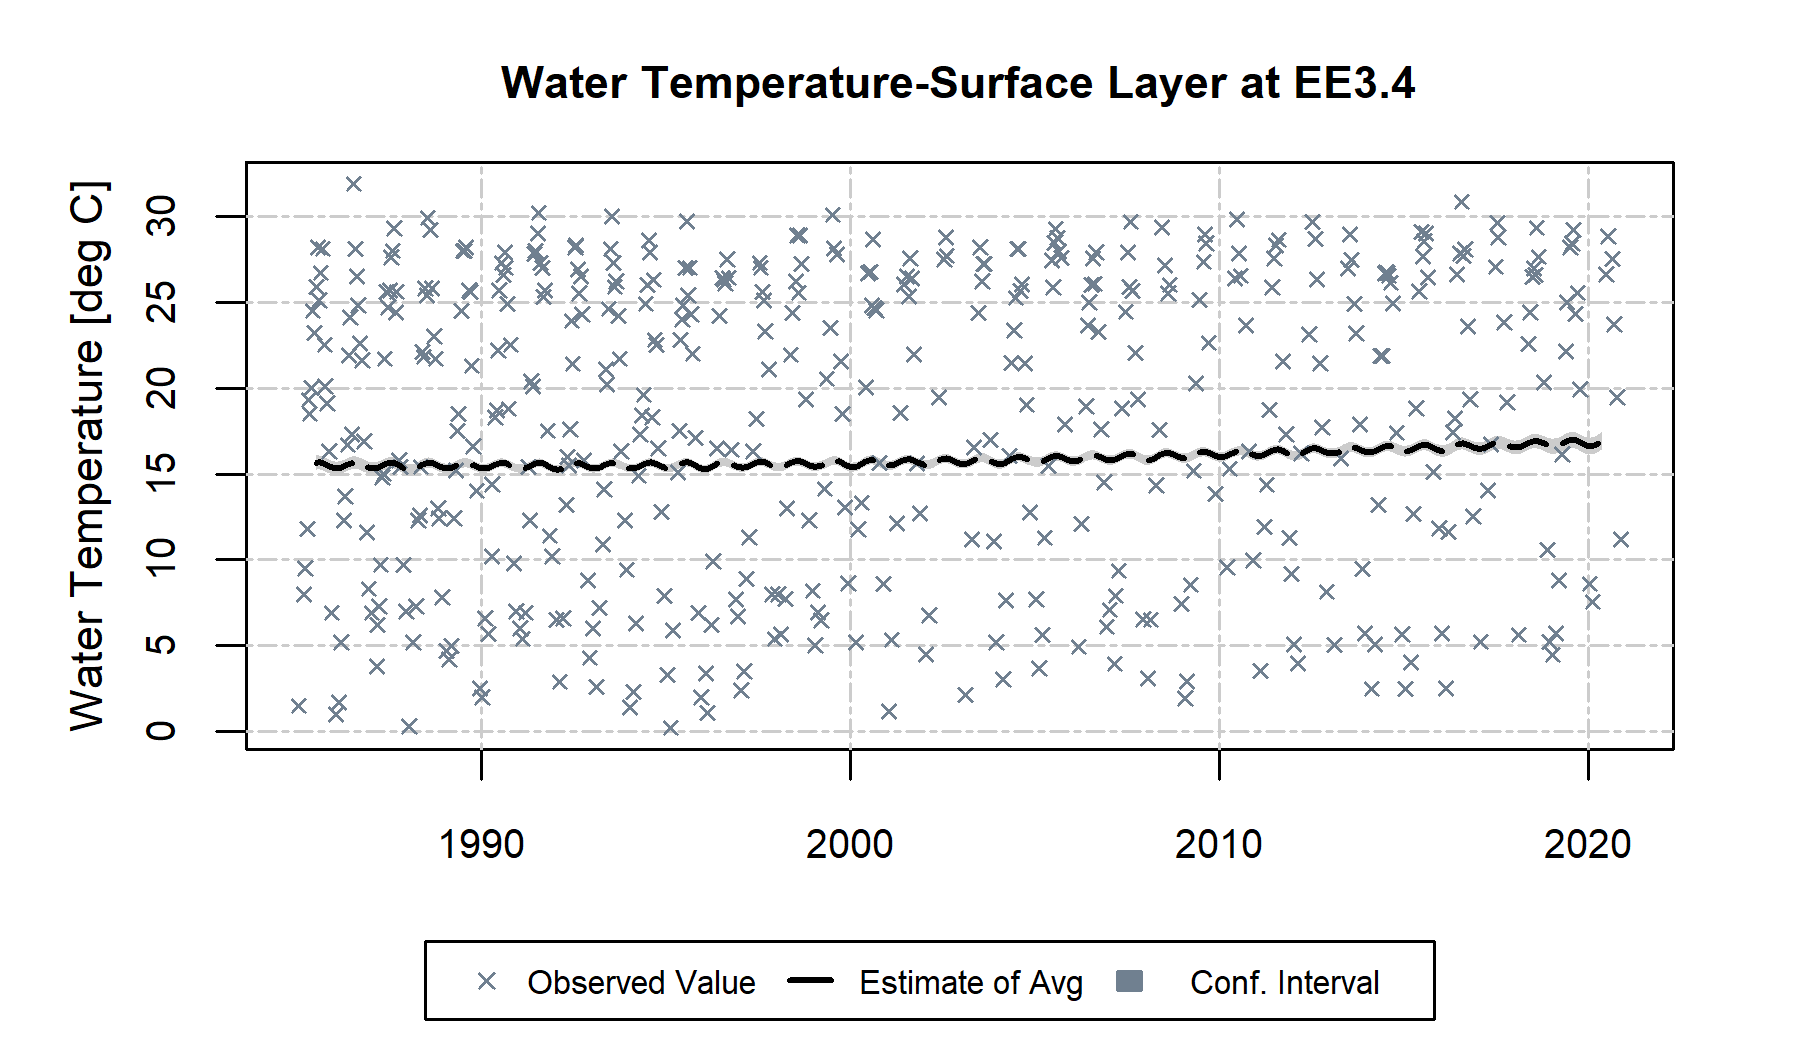 Water Temperature-Surface Layer at EE3.4
Water Temperature [deg C]
30
25
20
15
10
5
0
1990 2000 2010 2020
Observed Value Estimate of Avg Conf. Interval